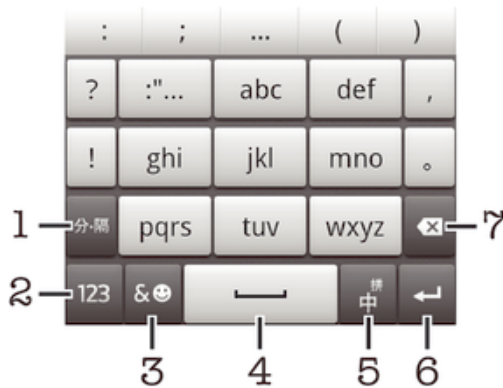 : ; ... ( )
? :"... abc def ,
! ghi jkl mno 。
1 分·隔 pqrs tuv wxyz 7
2 123 &☺ 拼中
3 4 5 6